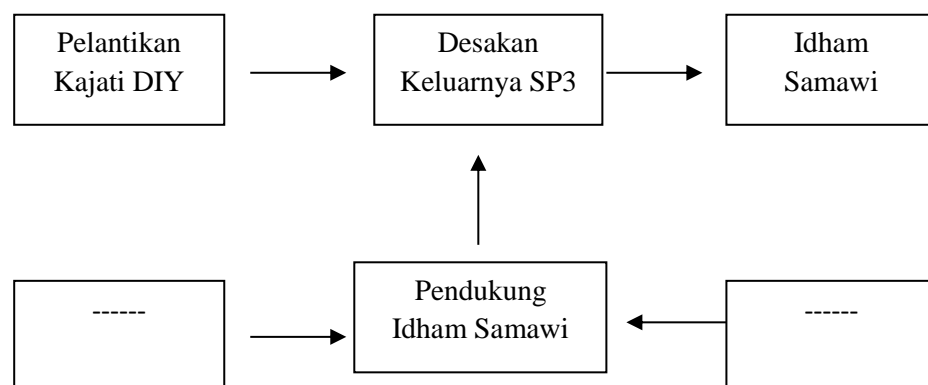 Pelantikan
Kajati DIY
Desakan
Keluarnya SP3
Idham
Samawi
------
Pendukung
Idham Samawi
------